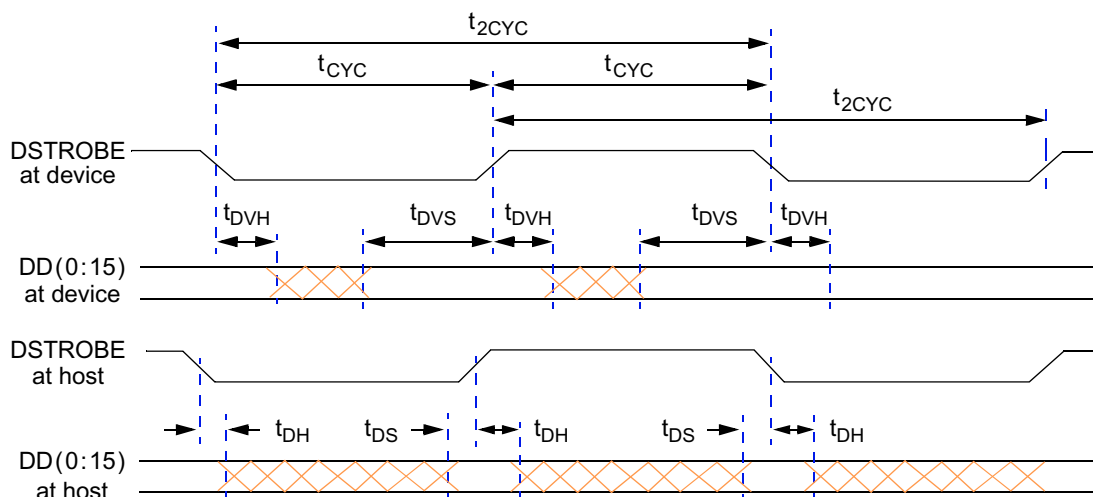 t2CYC
tCYC tCYC
t2CYC
DSTROBE
at device
tDVH tDVS tDVH tDVS tDVH
DD(0:15)
at device
DSTROBE
at host
tDH tDS tDH tDS tDH
DD(0:15)
at host